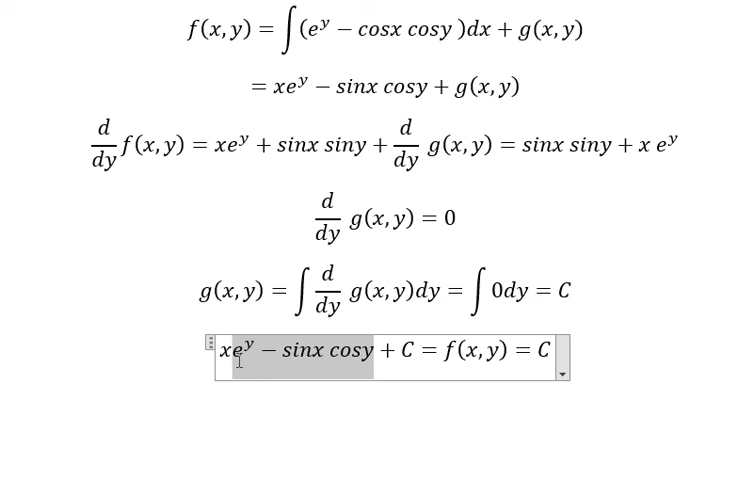 f(x,y) = ∫(e^y − cosx cosy )dx + g(x,y)
= xe^y − sinx cosy + g(x,y)
d/dy f(x,y) = xe^y + sinx siny + d/dy g(x,y) = sinx siny + x e^y
d/dy g(x,y) = 0
g(x,y) = ∫ d/dy g(x,y)dy = ∫ 0dy = C
xe^y − sinx cosy + C = f(x,y) = C